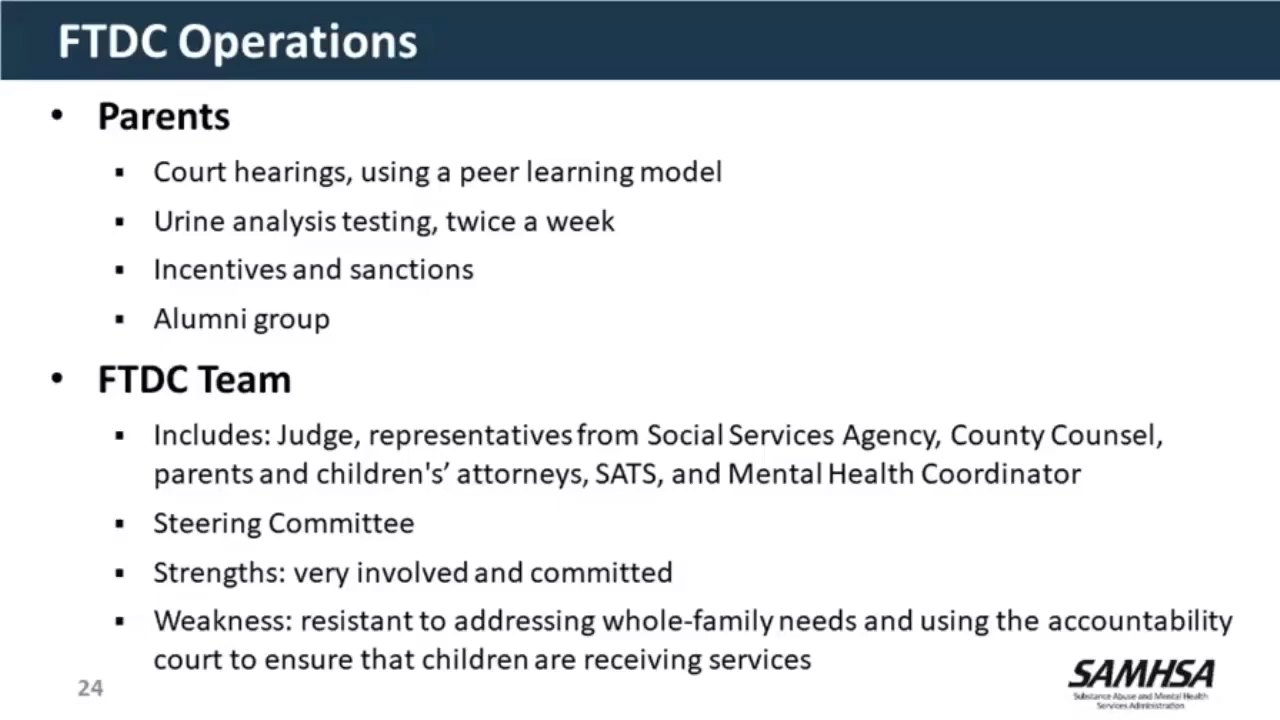 FTDC Operations
• Parents
▪ Court hearings, using a peer learning model
▪ Urine analysis testing, twice a week
▪ Incentives and sanctions
▪ Alumni group
• FTDC Team
▪ Includes: Judge, representatives from Social Services Agency, County Counsel,
parents and children's’ attorneys, SATS, and Mental Health Coordinator
▪ Steering Committee
▪ Strengths: very involved and committed
▪ Weakness: resistant to addressing whole-family needs and using the accountability
court to ensure that children are receiving services
24
SAMHSA
Substance Abuse and Mental Health
Services Administration